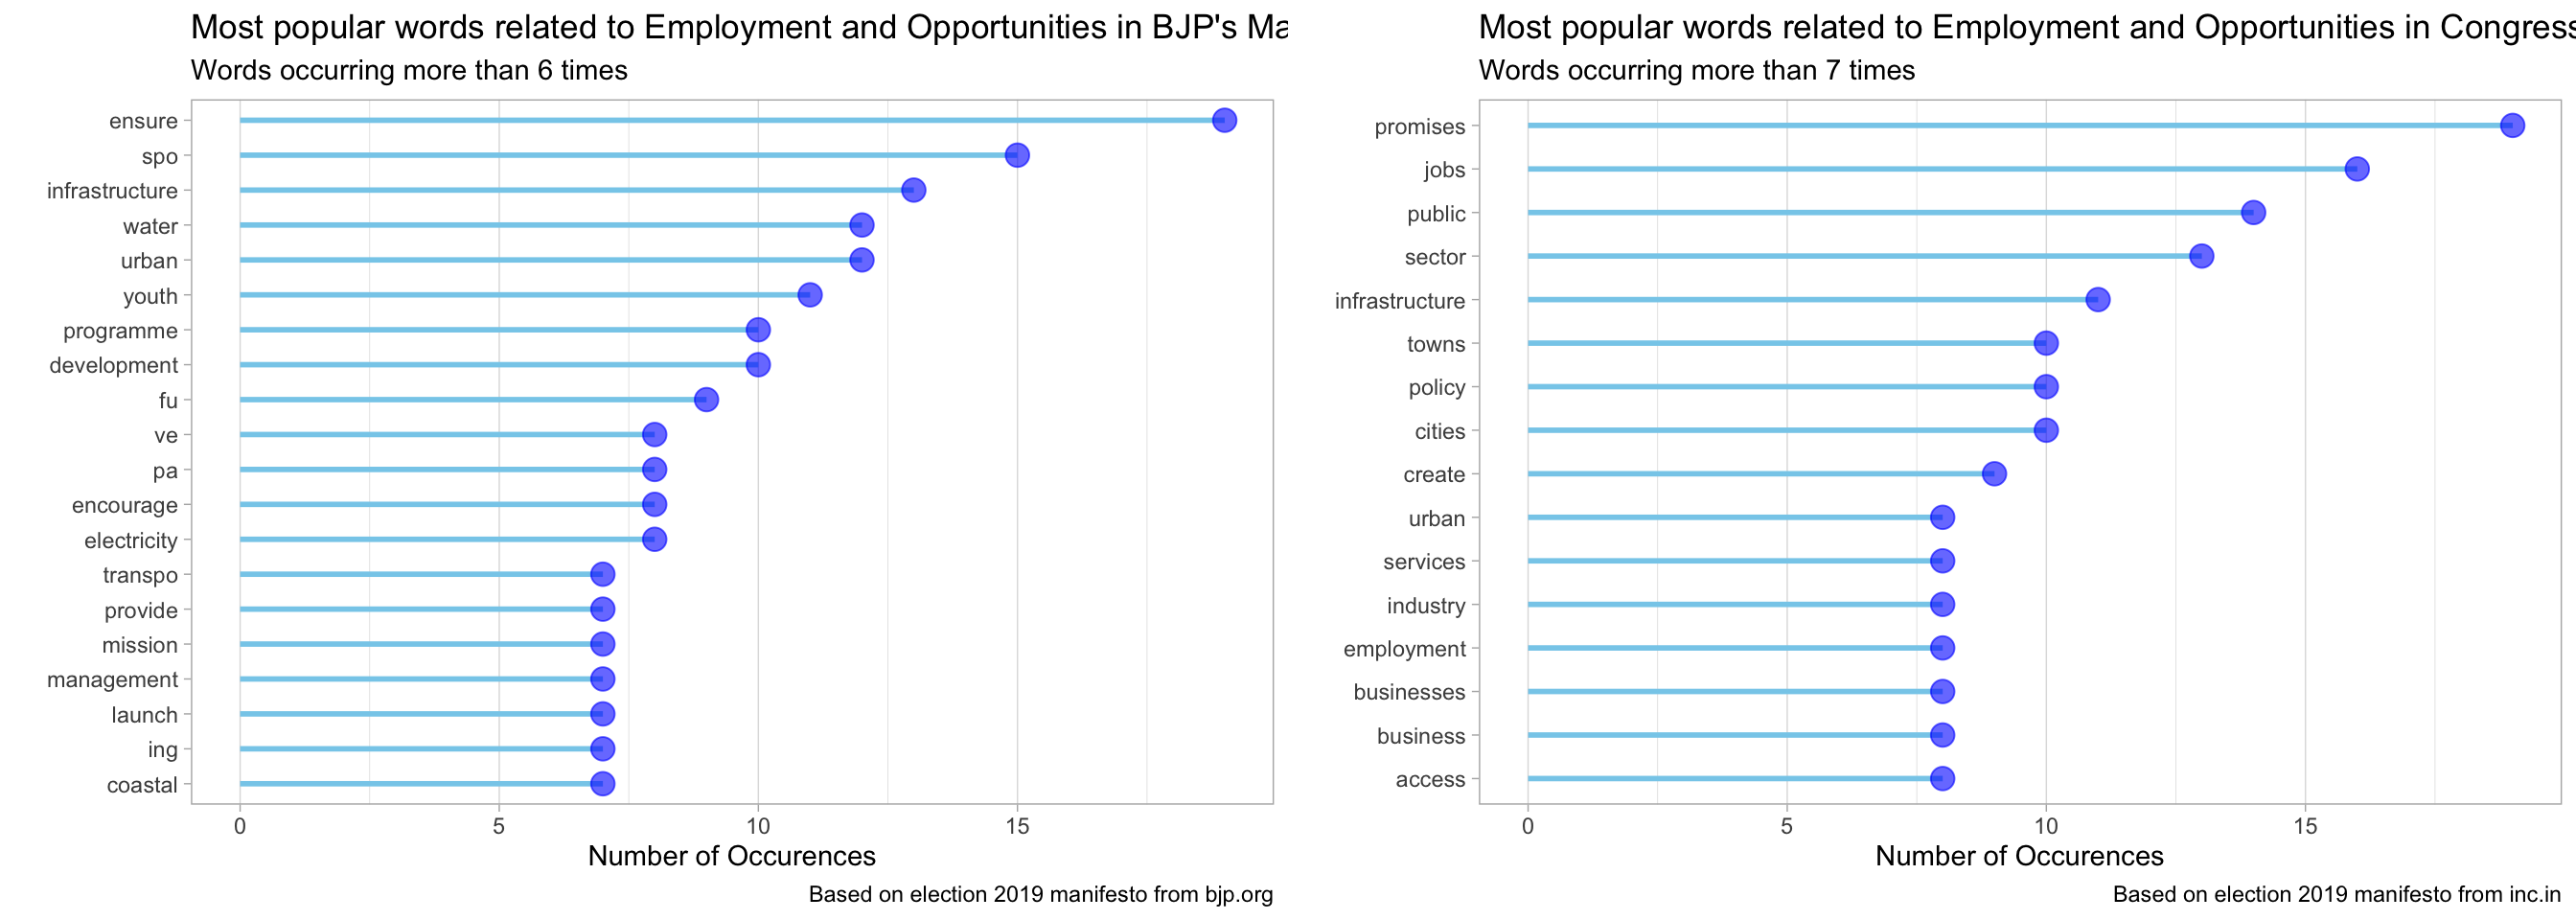 Most popular words related to Employment and Opportunities in BJP's Ma
Words occurring more than 6 times
ensure
spo
infrastructure
water
urban
youth
programme
development
fu
ve
pa
encourage
electricity
transpo
provide
mission
management
launch
ing
coastal
0 5 10 15
Number of Occurences
Based on election 2019 manifesto from bjp.org
Most popular words related to Employment and Opportunities in Congress
Words occurring more than 7 times
promises
jobs
public
sector
infrastructure
towns
policy
cities
create
urban
services
industry
employment
businesses
business
access
0 5 10 15
Number of Occurences
Based on election 2019 manifesto from inc.in